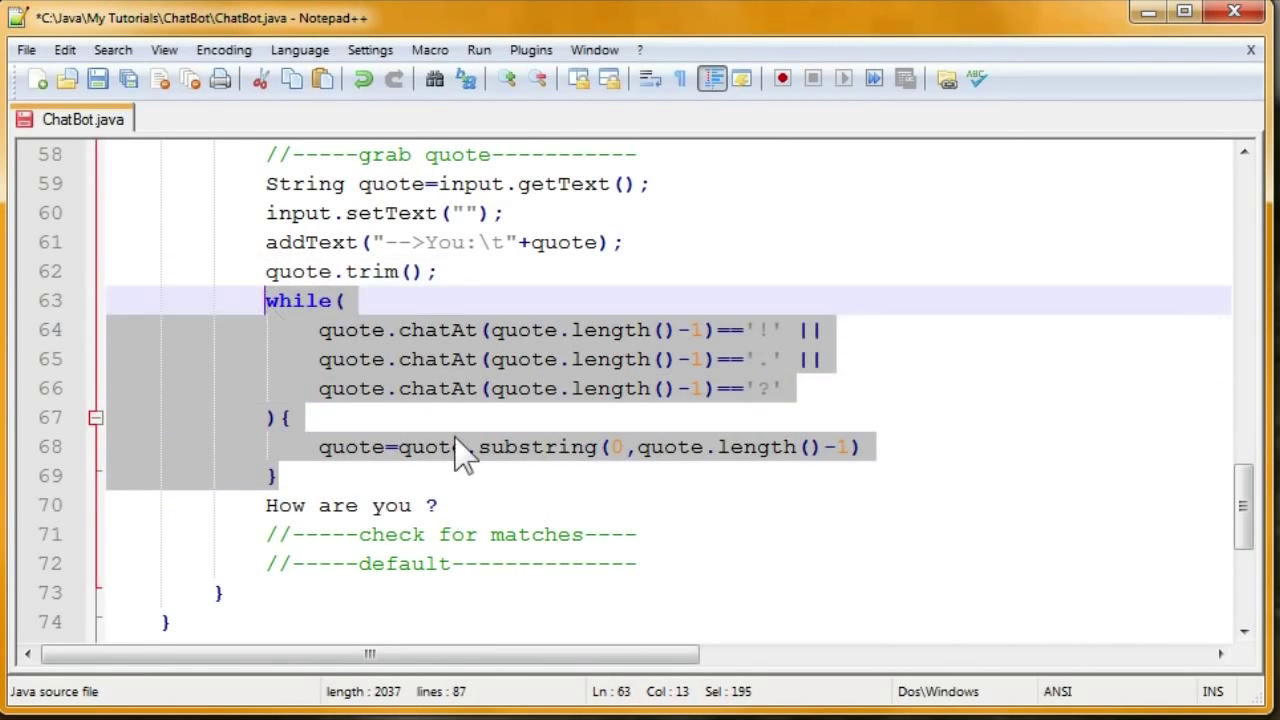 *C:\Java\My Tutorials\ChatBot\ChatBot.java - Notepad++
File Edit Search View Encoding Language Settings Macro Run Plugins Window ? X
ChatBot.java
58 //-----grab quote-----------
59 String quote=input.getText();
60 input.setText("");
61 addText("-->You:\t"+quote);
62 quote.trim();
63 while(
64 quote.chatAt(quote.length()-1)=='!' ||
65 quote.chatAt(quote.length()-1)=='.' ||
66 quote.chatAt(quote.length()-1)=='?'
67 ){
68 quote=quote.substring(0,quote.length()-1)
69 }
70 How are you ?
71 //-----check for matches----
72 //-----default--------------
73 }
74 }
Java source file length : 2037 lines : 87 Ln : 63 Col : 13 Sel : 195 Dos\Windows ANSI INS